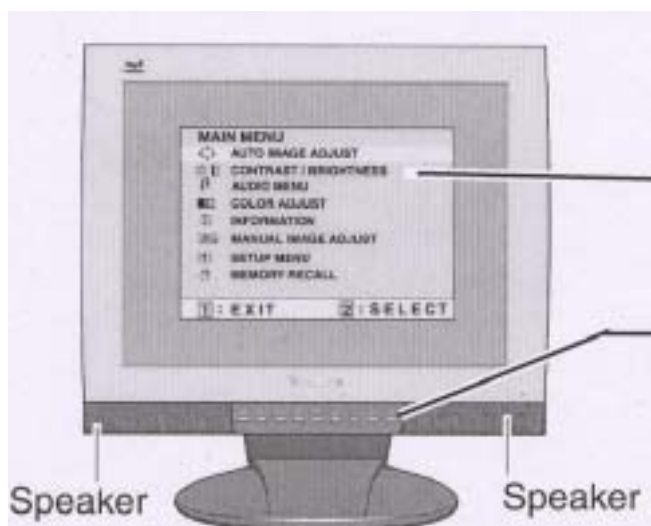 MAIN MENU
AUTO IMAGE ADJUST
CONTRAST / BRIGHTNESS
AUDIO MENU
COLOR ADJUST
INFORMATION
MANUAL IMAGE ADJUST
SETUP MENU
MEMORY RECALL
1 : EXIT 2 : SELECT
Speaker Speaker